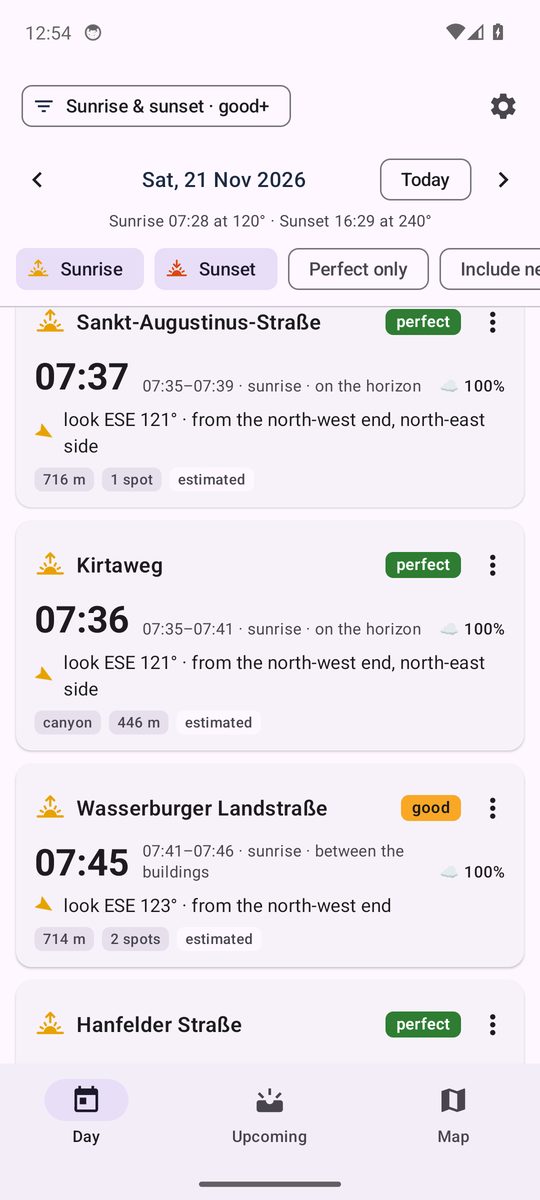 12:54
Sunrise & sunset · good+
Sat, 21 Nov 2026
Today
Sunrise 07:28 at 120° · Sunset 16:29 at 240°
Sunrise
Sunset
Perfect only
Include ne
Sankt-Augustinus-Straße
perfect
07:37
07:35–07:39 · sunrise · on the horizon
100%
look ESE 121° · from the north-west end, north-east
side
716 m
1 spot
estimated
Kirtaweg
perfect
07:36
07:35–07:41 · sunrise · on the horizon
100%
look ESE 121° · from the north-west end, north-east
side
canyon
446 m
estimated
Wasserburger Landstraße
good
07:45
07:41–07:46 · sunrise · between the
buildings
100%
look ESE 123° · from the north-west end
714 m
2 spots
estimated
Hanfelder Straße
perfect
Day
Upcoming
Map